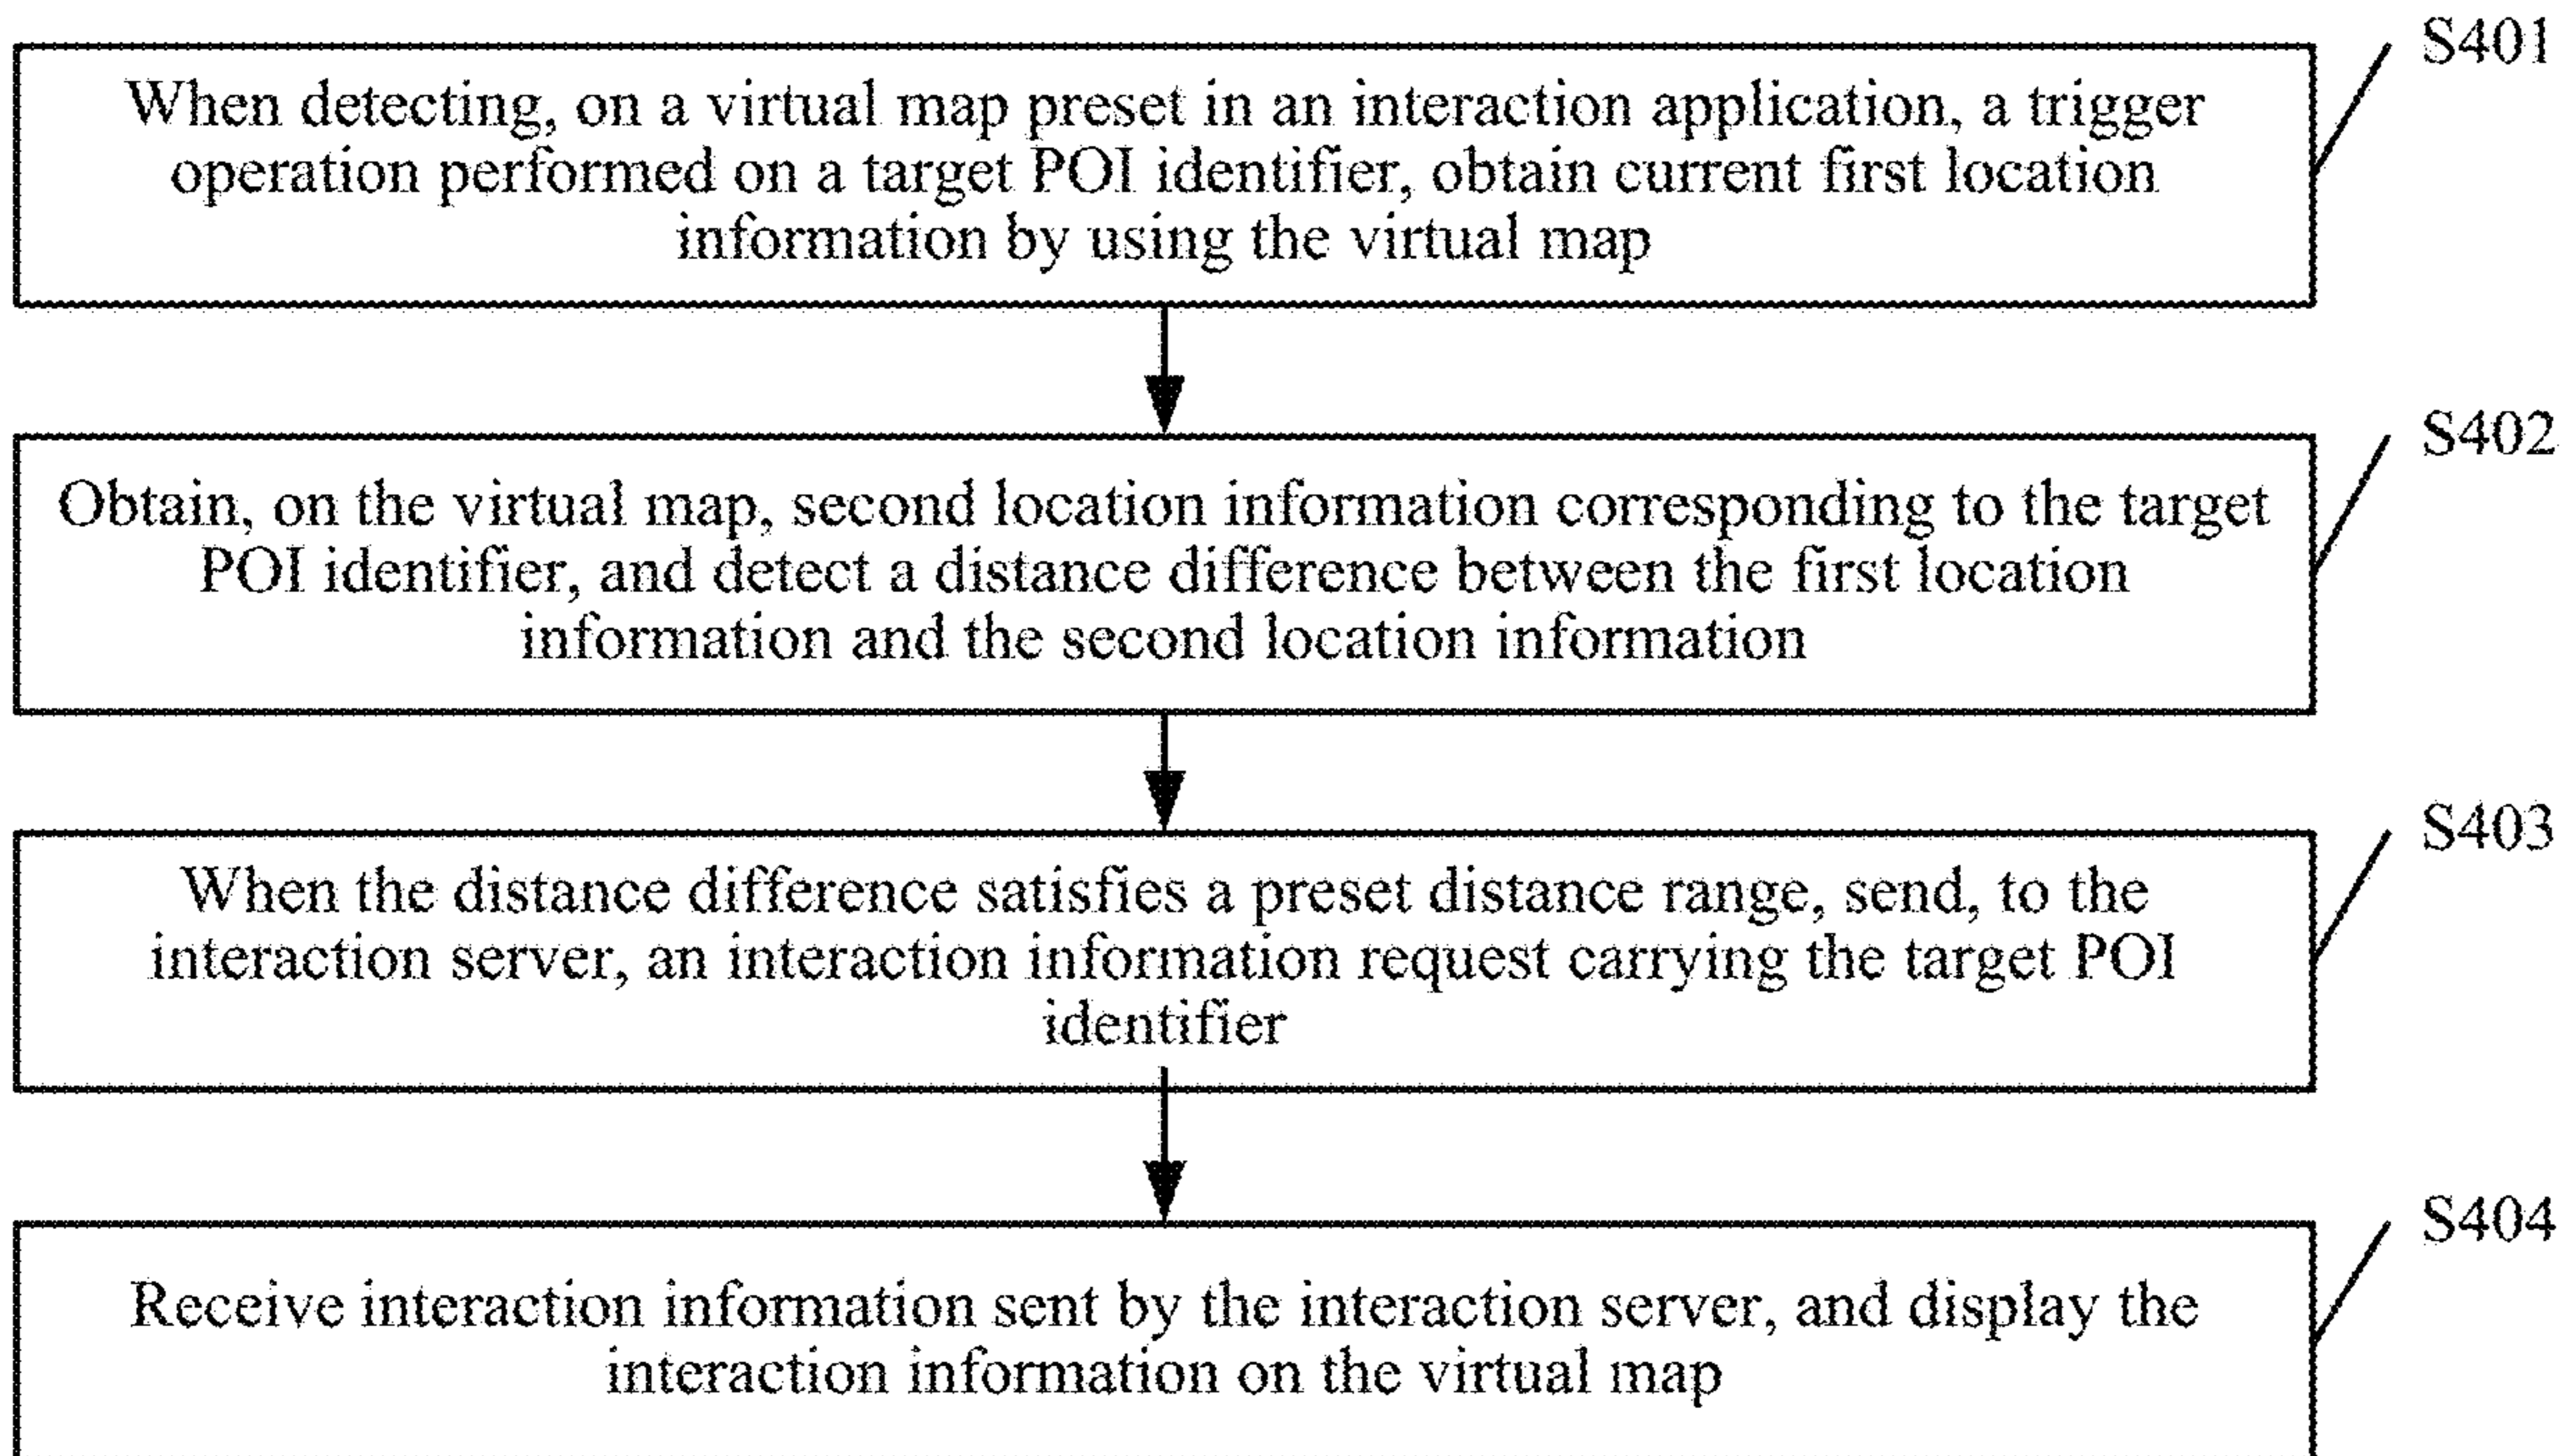 S401
When detecting, on a virtual map preset in an interaction application, a trigger
operation performed on a target POI identifier, obtain current first location
information by using the virtual map
S402
Obtain, on the virtual map, second location information corresponding to the target
POI identifier, and detect a distance difference between the first location
information and the second location information
S403
When the distance difference satisfies a preset distance range, send, to the
interaction server, an interaction information request carrying the target POI
identifier
S404
Receive interaction information sent by the interaction server, and display the
interaction information on the virtual map